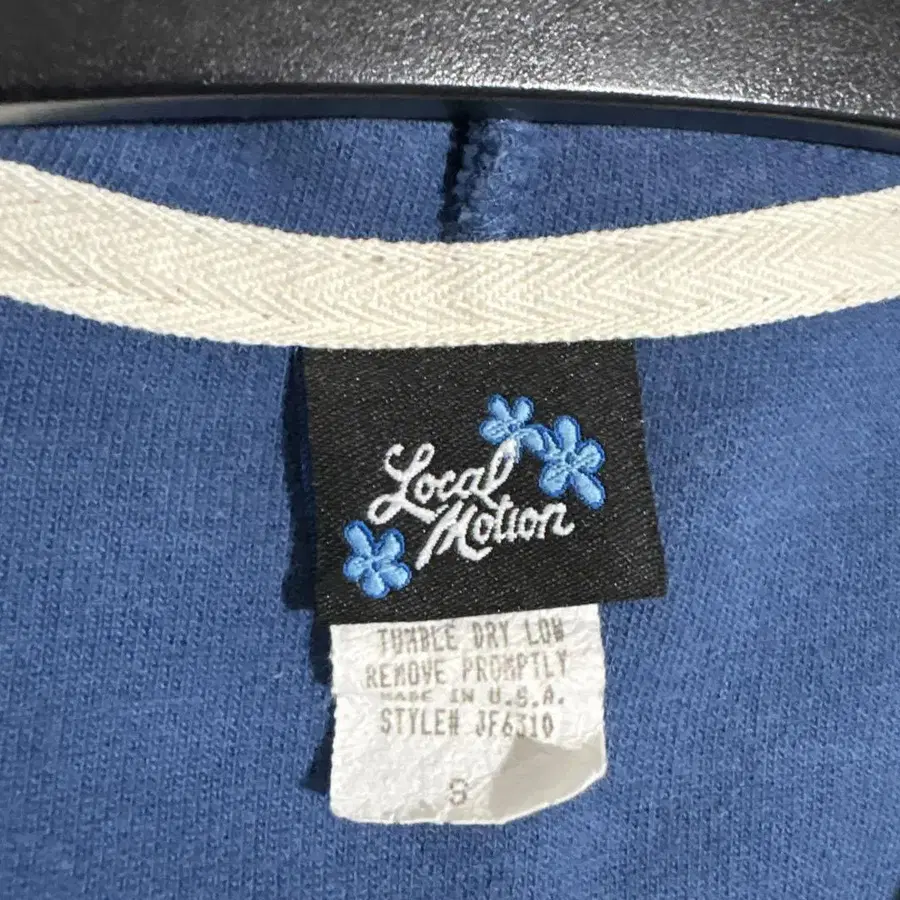 Local
Motion
TUMBLE DRY LOW
REMOVE PROMPTLY
MADE IN U.S.A.
STYLE# JF6310
S